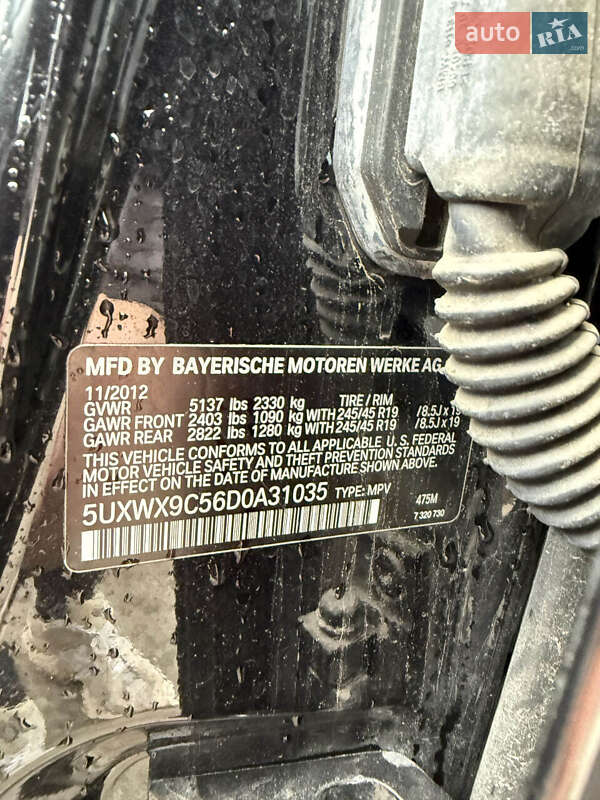 auto RIA.com
MFD BY BAYERISCHE MOTOREN WERKE AG
11/2012
GVWR 5137 lbs 2330 kg TIRE / RIM
GAWR FRONT 2403 lbs 1090 kg WITH 245/45 R19 /8.5J x 19
GAWR REAR 2822 lbs 1280 kg WITH 245/45 R19 /8.5J x 19
THIS VEHICLE CONFORMS TO ALL APPLICABLE U. S. FEDERAL
MOTOR VEHICLE SAFETY AND THEFT PREVENTION STANDARDS
IN EFFECT ON THE DATE OF MANUFACTURE SHOWN ABOVE.
5UXWX9C56D0A31035 TYPE: MPV 475M
7 320 730